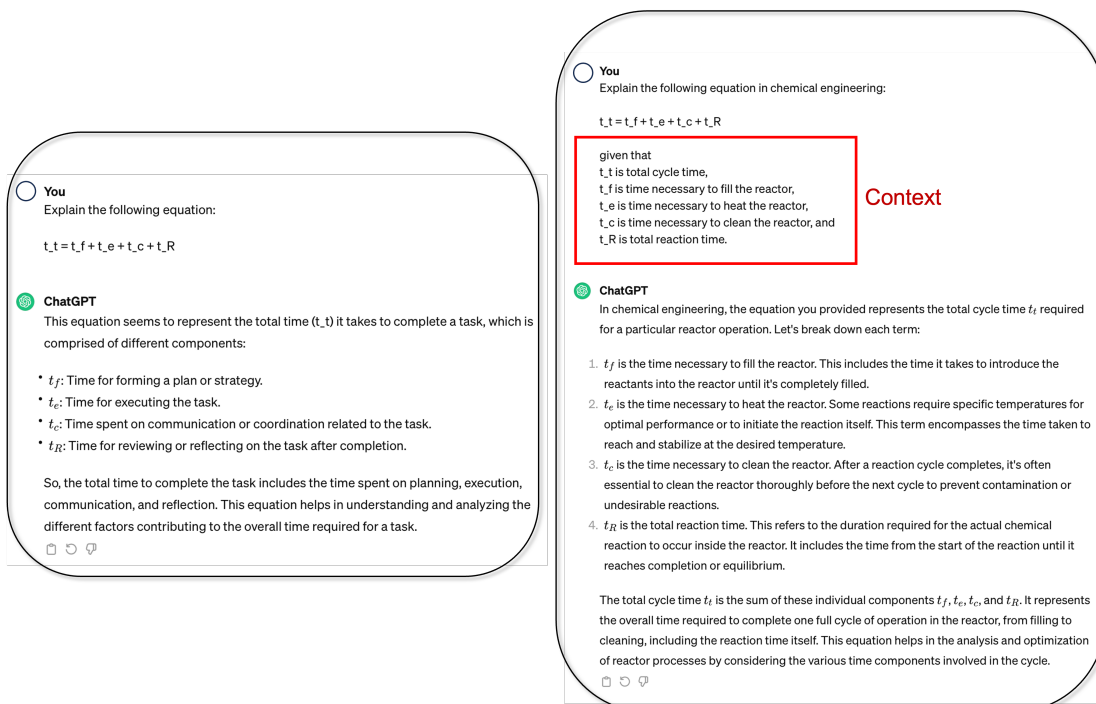 You
Explain the following equation:
t_t = t_f + t_e + t_c + t_R
ChatGPT
This equation seems to represent the total time (t_t) it takes to complete a task, which is
comprised of different components:
• t_f: Time for forming a plan or strategy.
• t_e: Time for executing the task.
• t_c: Time spent on communication or coordination related to the task.
• t_R: Time for reviewing or reflecting on the task after completion.
So, the total time to complete the task includes the time spent on planning, execution,
communication, and reflection. This equation helps in understanding and analyzing the
different factors contributing to the overall time required for a task.
You
Explain the following equation in chemical engineering:
t_t = t_f + t_e + t_c + t_R
given that
t_t is total cycle time,
t_f is time necessary to fill the reactor,
t_e is time necessary to heat the reactor,
t_c is time necessary to clean the reactor, and
t_R is total reaction time.
Context
ChatGPT
In chemical engineering, the equation you provided represents the total cycle time t_t required
for a particular reactor operation. Let's break down each term:
1. t_f is the time necessary to fill the reactor. This includes the time it takes to introduce the
reactants into the reactor until it's completely filled.
2. t_e is the time necessary to heat the reactor. Some reactions require specific temperatures for
optimal performance or to initiate the reaction itself. This term encompasses the time taken to
reach and stabilize at the desired temperature.
3. t_c is the time necessary to clean the reactor. After a reaction cycle completes, it's often
essential to clean the reactor thoroughly before the next cycle to prevent contamination or
undesirable reactions.
4. t_R is the total reaction time. This refers to the duration required for the actual chemical
reaction to occur inside the reactor. It includes the time from the start of the reaction until it
reaches completion or equilibrium.
The total cycle time t_t is the sum of these individual components t_f, t_e, t_c, and t_R. It represents
the overall time required to complete one full cycle of operation in the reactor, from filling to
cleaning, including the reaction time itself. This equation helps in the analysis and optimization
of reactor processes by considering the various time components involved in the cycle.